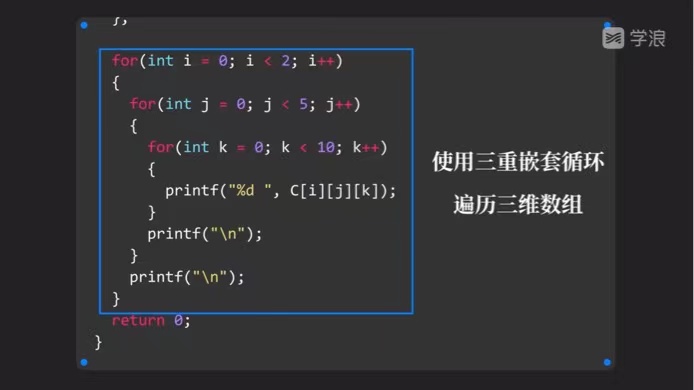 };
for(int i = 0; i < 2; i++)
{
for(int j = 0; j < 5; j++)
{
for(int k = 0; k < 10; k++)
{
printf("%d ", C[i][j][k]);
}
printf("\n");
}
printf("\n");
}
return 0;
}
使用三重嵌套循环
遍历三维数组
学浪